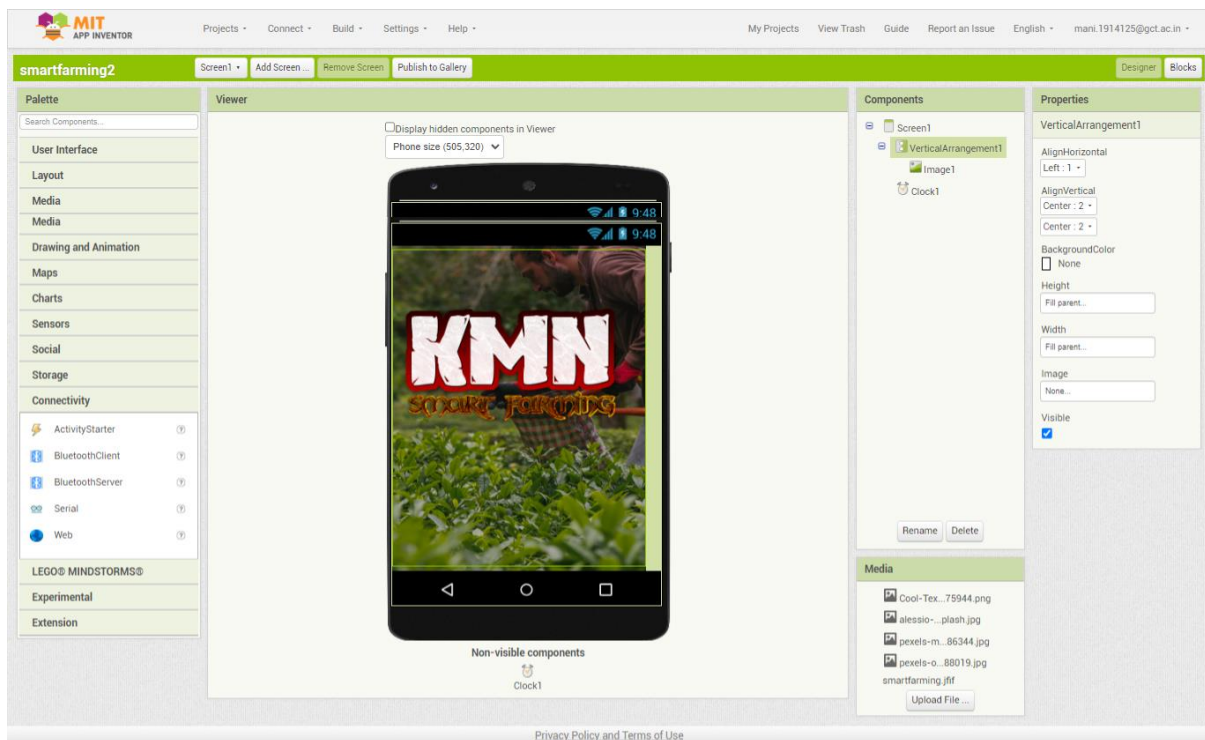 MIT
APP INVENTOR
Projects
Connect
Build
Settings
Help
My Projects
View Trash
Guide
Report an Issue
English
mani.1914125@gct.ac.in
smartfarming2
Screen1
Add Screen ...
Remove Screen
Publish to Gallery
Designer
Blocks
Palette
Search Components...
User Interface
Layout
Media
Media
Drawing and Animation
Maps
Charts
Sensors
Social
Storage
Connectivity
ActivityStarter
BluetoothClient
BluetoothServer
Serial
Web
LEGO® MINDSTORMS®
Experimental
Extension
Viewer
Display hidden components in Viewer
Phone size (505,320)
9:48
9:48
KMN
SMART FARMING
Non-visible components
Clock1
Components
Screen1
VerticalArrangement1
Image1
Clock1
Rename
Delete
Media
Cool-Tex...75944.png
alessio-...plash.jpg
pexels-m...86344.jpg
pexels-o...88019.jpg
smartfarming.jfif
Upload File ...
Properties
VerticalArrangement1
AlignHorizontal
Left : 1
AlignVertical
Center : 2
Center : 2
BackgroundColor
None
Height
Fill parent...
Width
Fill parent...
Image
None...
Visible
Privacy Policy and Terms of Use